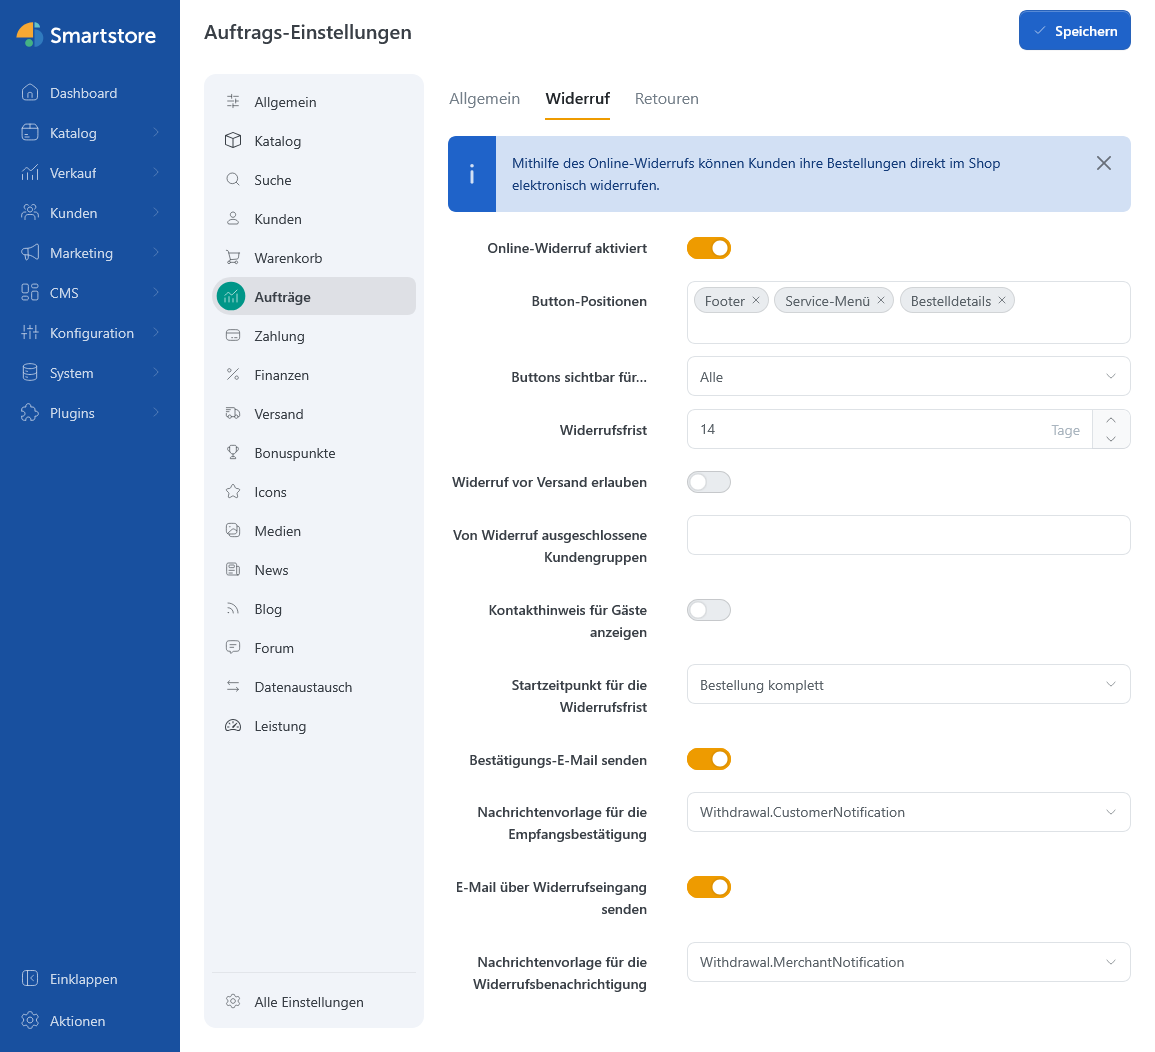 Smartstore
Dashboard
Katalog
Verkauf
Kunden
Marketing
CMS
Konfiguration
System
Plugins
Einklappen
Aktionen
Auftrags-Einstellungen
Speichern
Allgemein
Katalog
Suche
Kunden
Warenkorb
Aufträge
Zahlung
Finanzen
Versand
Bonuspunkte
Icons
Medien
News
Blog
Forum
Datenaustausch
Leistung
Alle Einstellungen
Allgemein Widerruf Retouren
Mithilfe des Online-Widerrufs können Kunden ihre Bestellungen direkt im Shop
elektronisch widerrufen.
Online-Widerruf aktiviert
Button-Positionen
Footer Service-Menü Bestelldetails
Buttons sichtbar für...
Alle
Widerrufsfrist
14 Tage
Widerruf vor Versand erlauben
Von Widerruf ausgeschlossene
Kundengruppen
Kontakthinweis für Gäste
anzeigen
Startzeitpunkt für die
Widerrufsfrist
Bestellung komplett
Bestätigungs-E-Mail senden
Nachrichtenvorlage für die
Empfangsbestätigung
Withdrawal.CustomerNotification
E-Mail über Widerrufseingang
senden
Nachrichtenvorlage für die
Widerrufsbenachrichtigung
Withdrawal.MerchantNotification